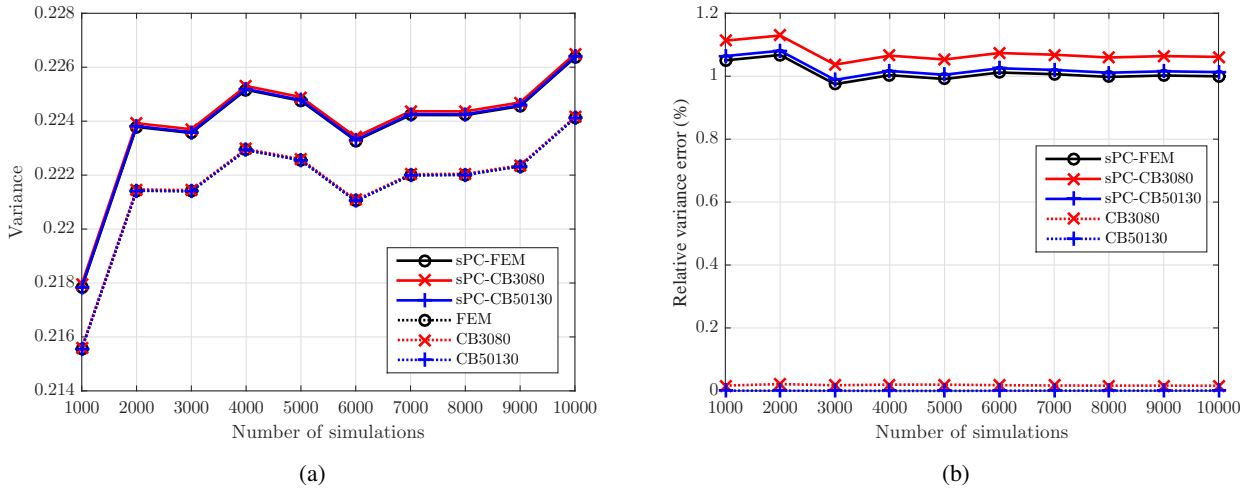 0.228
0.226
0.224
0.222
0.22
0.218
0.216
0.214
Variance
sPC-FEM
sPC-CB3080
sPC-CB50130
FEM
CB3080
CB50130
1000 2000 3000 4000 5000 6000 7000 8000 9000 10000
Number of simulations
(a)
1.2
1
0.8
0.6
0.4
0.2
0
Relative variance error (%)
sPC-FEM
sPC-CB3080
sPC-CB50130
CB3080
CB50130
1000 2000 3000 4000 5000 6000 7000 8000 9000 10000
Number of simulations
(b)